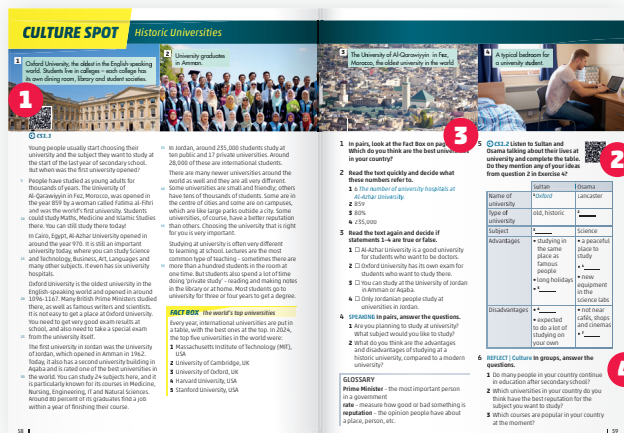 CULTURE SPOT Historic Universities
1 Oxford University, the oldest in the English-speaking
world. Students live in colleges – each college has
its own dining room, library and student societies.
2 University graduates
in Amman.
3 The University of Al-Qarawiyyin in Fez,
Morocco, the oldest university in the world.
4 A typical bedroom for
a university student.
1
CS1.1
Young people usually start choosing their
university and the subject they want to study at
the start of the last year of secondary school.
But when was the first university opened?
5 People have studied as young adults for
thousands of years. The University of
Al-Qarawiyyin in Fez, Morocco, was opened in
the year 859 by a woman called Fatima al-Fihri
and was the world's first university. Students
10 could study Maths, Medicine and Islamic Studies
there. You can still study there today!
In Cairo, Egypt, Al-Azhar University opened in
around the year 970. It is still an important
university today, where you can study Science
15 and Technology, Business, Art, Languages and
many other subjects. It even has six university
hospitals.
Oxford University is the oldest university in the
English-speaking world and opened in around
20 1096-1167. Many British Prime Ministers studied
there, as well as famous writers and scientists.
It is not easy to get a place at Oxford University.
You need to get very good exam results at
school, and also need to take a special exam
25 from the university itself.
The first university in Jordan was the University
of Jordan, which opened in Amman in 1962.
Today, it also has a second university building in
Aqaba and is rated one of the best universities in
30 the world. You can study 24 subjects here, and it
is particularly known for its courses in Medicine,
Nursing, Engineering, IT and Natural Sciences.
Around 80 percent of its graduates find a job
within a year of finishing their course.
35 In Jordan, around 235,000 students study at
ten public and 17 private universities. Around
28,000 of these are international students.
There are many newer universities around the
world as well and they are all very different.
40 Some universities are small and friendly; others
have tens of thousands of students. Some are in
the centre of cities and some are on campuses,
which are like large parks outside a city. Some
universities, of course, have a better reputation
45 than others. Choosing the university that is right
for you is very important.
Studying at university is often very different
to learning at school. Lectures are the most
common type of teaching – sometimes there are
50 more than a hundred students in the room at
one time. But students also spend a lot of time
doing 'private study' – reading and making notes
in the library or at home. Most students go to
university for three or four years to get a degree.
FACT BOX The world's top universities
Every year, international universities are put in a
table, with the best ones at the top. In 2024,
the top five universities in the world were:
1 Massachusetts Institute of Technology (MIT),
USA
2 University of Cambridge, UK
3 University of Oxford, UK
4 Harvard University, USA
5 Stanford University, USA
58
3
1 In pairs, look at the Fact Box on
Which do you think are the best
in your country?
2 Read the text quickly and decide what
these numbers refer to.
1 6 The number of university hospitals at
Al-Azhar University.
2 859
3 80%
4 235,000
3 Read the text again and decide if
statements 1–4 are true or false.
1 Al-Azhar University is a good university
for students who want to be doctors.
2 Oxford University has its own exam for
students who want to study there.
3 You can study at the University of Jordan
in Amman or Aqaba.
4 Only Jordanian people study at
universities in Jordan.
4 SPEAKING In pairs, answer the questions.
1 Are you planning to study at university?
What subject would you like to study?
2 What do you think are the advantages
and disadvantages of studying at a
historic university, compared to a modern
university?
GLOSSARY
Prime Minister – the most important person
in a government
rate – measure how good or bad something is
reputation – the opinion people have about
a place, person, etc.
5 CS1.2 Listen to Sultan and
Osama talking about their lives at
university and complete the table.
Do they mention any of your ideas
from question 2 in Exercise 4?
2
Sultan Osama
Name of university 1 Oxford Lancaster
Type of university old, historic 2
Subject 3 Science
Advantages • studying in the same place as famous people • long holidays • a peaceful place to study • new equipment in the science labs
Disadvantages • expected to do a lot of studying on your own • not near cafés, shops and cinemas
6 REFLECT | Culture In groups, answer the
questions.
1 Do many people in your country continue
in education after secondary school?
2 Which universities in your country do you
think have the best reputation for the
subject you want to study?
3 Which courses are popular in your country
at the moment?
59